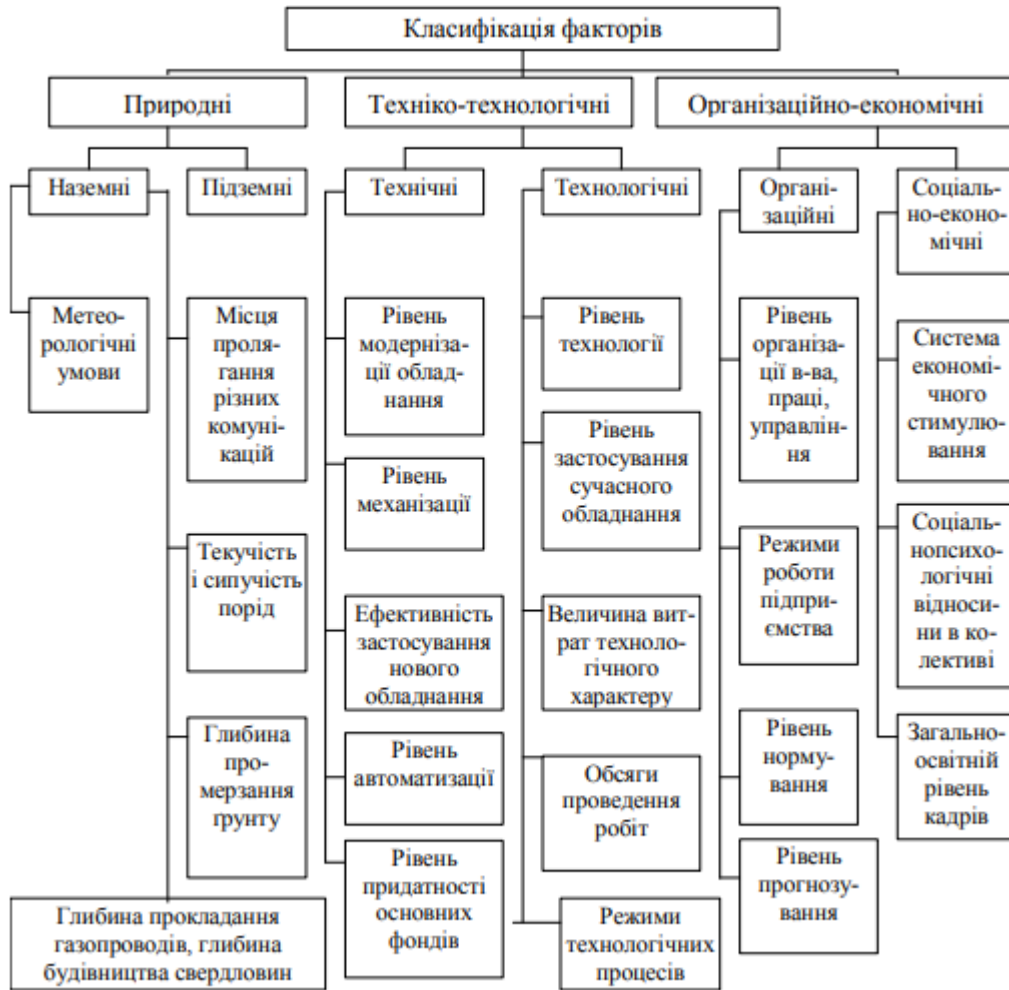 Класифікація факторів
Природні
Техніко-технологічні
Організаційно-економічні
Наземні
Підземні
Технічні
Технологічні
Органі-
заційні
Соціаль-
но-еконо-
мічні
Метео-
рологічні
умови
Місця
проля-
гання
різних
комуні-
кацій
Рівень
модерніза-
ції облад-
нання
Рівень
технології
Рівень
організа-
ції в-ва,
праці,
управлін-
ня
Система
економі-
чного
стимулю-
вання
Рівень
механізації
Рівень
застосування
сучасного
обладнання
Текучість
і сипучість
порід
Режими
роботи
підпри-
ємства
Соціаль-
нопсихо-
логічні
відноси-
ни в ко-
лективі
Ефективність
застосування
нового
обладнання
Величина вит-
рат техноло-
гічного
характеру
Глибина
про-
мерзання
ґрунту
Рівень
автоматизації
Обсяги
проведення
робіт
Рівень
норму-
вання
Загально-
освітній
рівень
кадрів
Рівень
придатності
основних
фондів
Рівень
прогнозу-
вання
Глибина прокладання
газопроводів, глибина
будівництва свердловин
Режими
технологічних
процесів